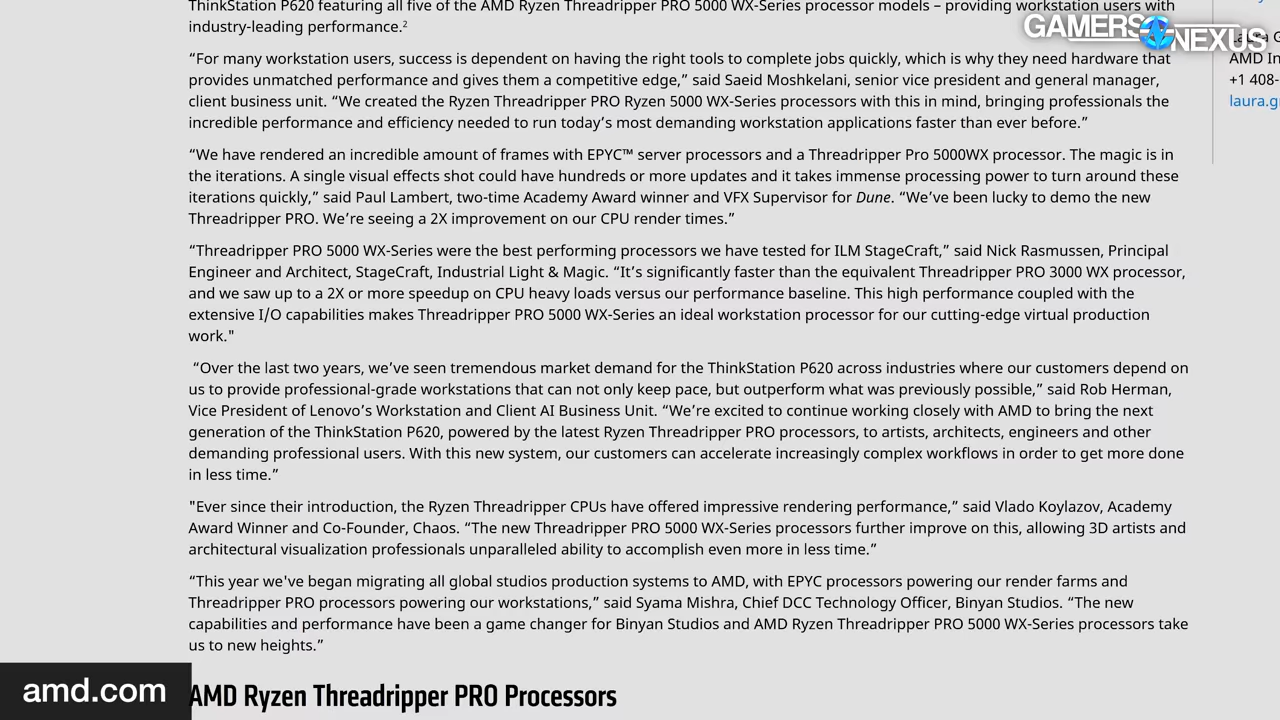 ThinkStation P620 featuring all five of the AMD Ryzen Threadripper PRO 5000 WX-Series processor models – providing workstation users with
industry-leading performance.²
“For many workstation users, success is dependent on having the right tools to complete jobs quickly, which is why they need hardware that
provides unmatched performance and gives them a competitive edge,” said Saeid Moshkelani, senior vice president and general manager,
client business unit. “We created the Ryzen Threadripper PRO Ryzen 5000 WX-Series processors with this in mind, bringing professionals the
incredible performance and efficiency needed to run today’s most demanding workstation applications faster than ever before.”
“We have rendered an incredible amount of frames with EPYC™ server processors and a Threadripper Pro 5000WX processor. The magic is in
the iterations. A single visual effects shot could have hundreds or more updates and it takes immense processing power to turn around these
iterations quickly,” said Paul Lambert, two-time Academy Award winner and VFX Supervisor for Dune. “We’ve been lucky to demo the new
Threadripper PRO. We’re seeing a 2X improvement on our CPU render times.”
“Threadripper PRO 5000 WX-Series were the best performing processors we have tested for ILM StageCraft,” said Nick Rasmussen, Principal
Engineer and Architect, StageCraft, Industrial Light & Magic. “It’s significantly faster than the equivalent Threadripper PRO 3000 WX processor,
and we saw up to a 2X or more speedup on CPU heavy loads versus our performance baseline. This high performance coupled with the
extensive I/O capabilities makes Threadripper PRO 5000 WX-Series an ideal workstation processor for our cutting-edge virtual production
work."
“Over the last two years, we’ve seen tremendous market demand for the ThinkStation P620 across industries where our customers depend on
us to provide professional-grade workstations that can not only keep pace, but outperform what was previously possible,” said Rob Herman,
Vice President of Lenovo’s Workstation and Client AI Business Unit. “We’re excited to continue working closely with AMD to bring the next
generation of the ThinkStation P620, powered by the latest Ryzen Threadripper PRO processors, to artists, architects, engineers and other
demanding professional users. With this new system, our customers can accelerate increasingly complex workflows in order to get more done
in less time.”
"Ever since their introduction, the Ryzen Threadripper CPUs have offered impressive rendering performance,” said Vlado Koylazov, Academy
Award Winner and Co-Founder, Chaos. “The new Threadripper PRO 5000 WX-Series processors further improve on this, allowing 3D artists and
architectural visualization professionals unparalleled ability to accomplish even more in less time.”
“This year we've began migrating all global studios production systems to AMD, with EPYC processors powering our render farms and
Threadripper PRO processors powering our workstations,” said Syama Mishra, Chief DCC Technology Officer, Binyan Studios. “The new
capabilities and performance have been a game changer for Binyan Studios and AMD Ryzen Threadripper PRO 5000 WX-Series processors take
us to new heights.”
AMD Ryzen Threadripper PRO Processors
amd.com
GAMERS NEXUS
AMD In
+1 408-
laura.g